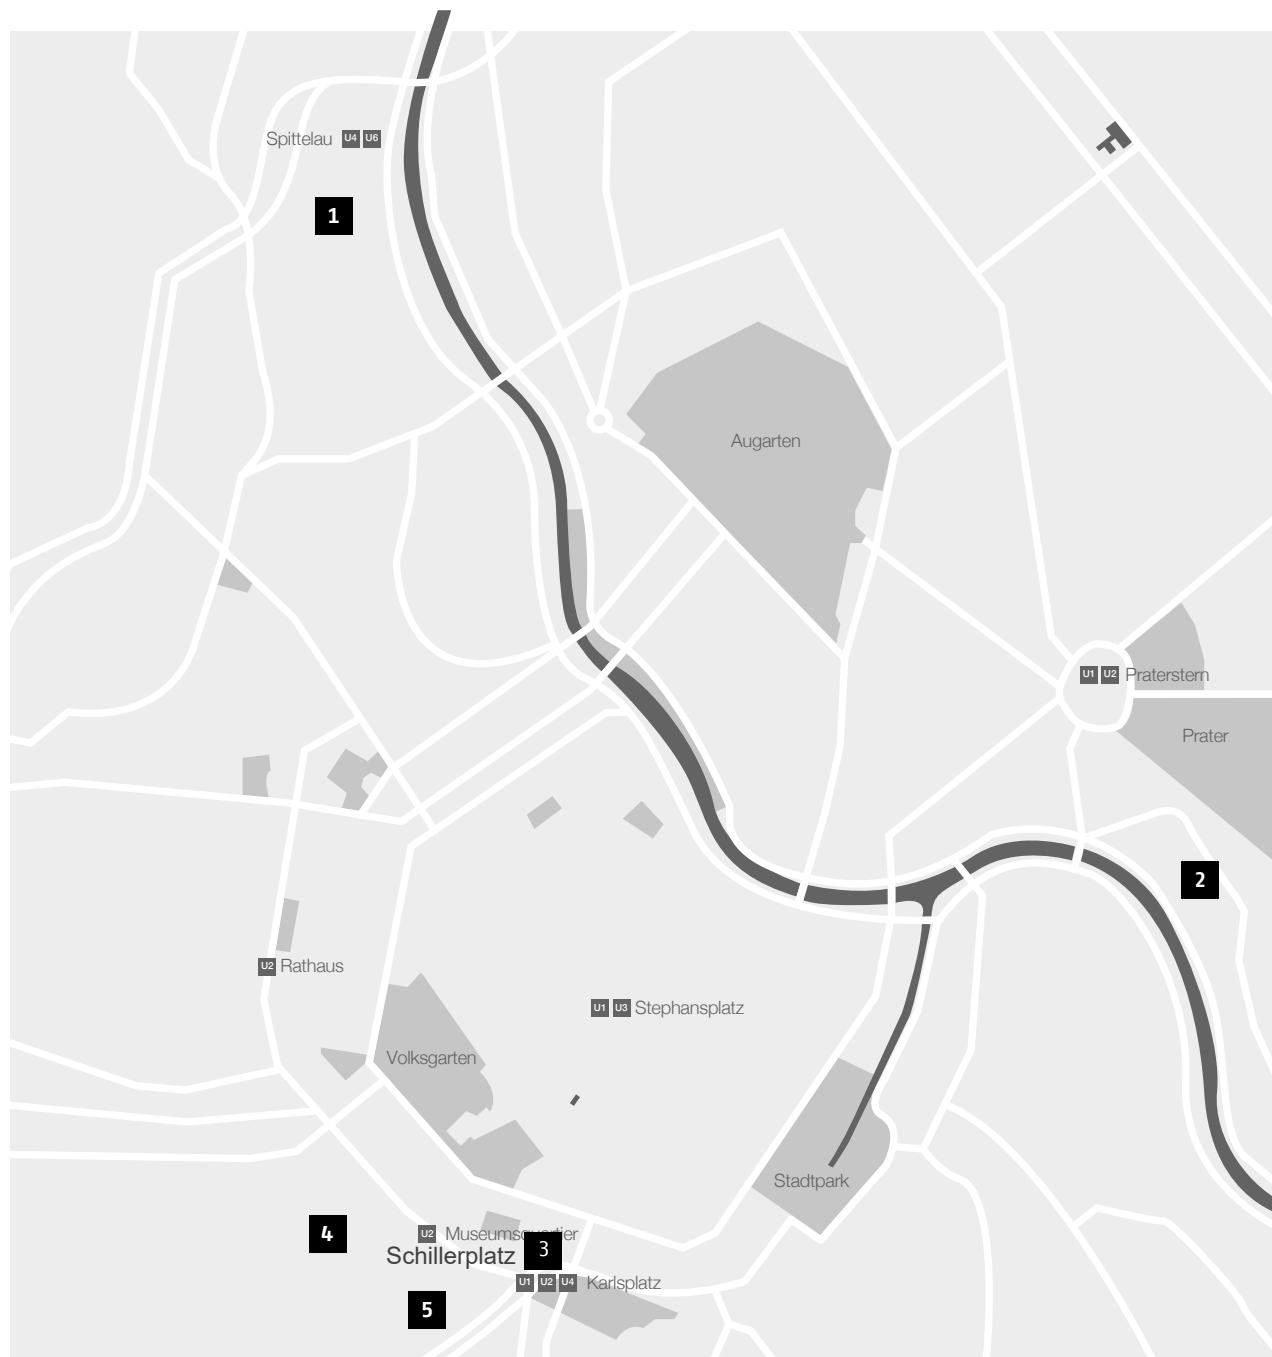 Spittelau U4 U6
1
Augarten
U1 U2 Praterstern
Prater
2
U2 Rathaus
U1 U3 Stephansplatz
Volksgarten
Stadtpark
4
U2 Museumsquartier
Schillerplatz 3
U1 U2 U4 Karlsplatz
5